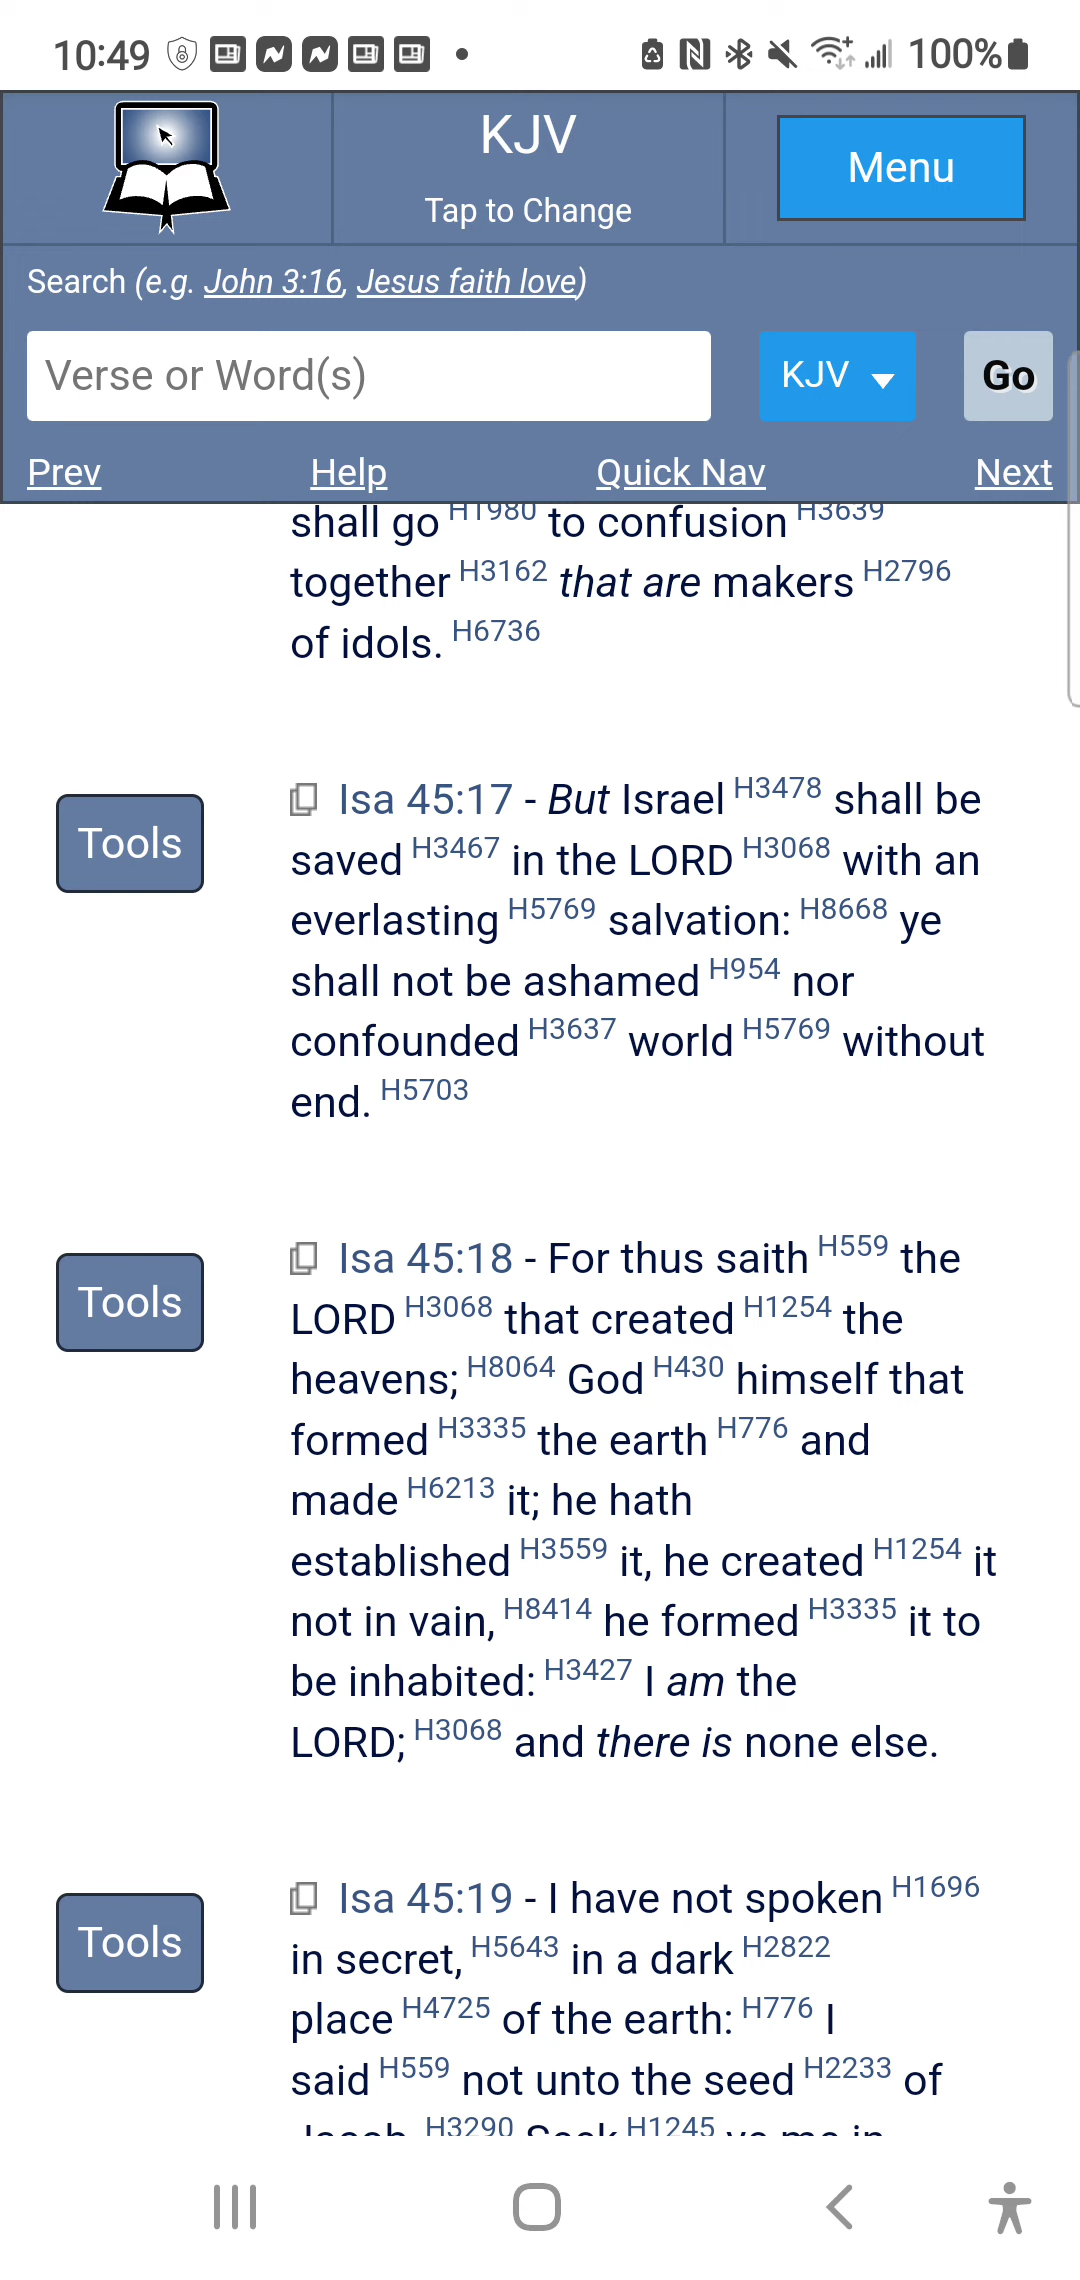 10:49 100%
KJV
Tap to Change
Menu
Search (e.g. John 3:16, Jesus faith love)
Verse or Word(s) KJV Go
Prev Help Quick Nav Next
shall go H1980 to confusion H3639
together H3162 that are makers H2796
of idols. H6736
Tools
Isa 45:17 - But Israel H3478 shall be
saved H3467 in the LORD H3068 with an
everlasting H5769 salvation: H8668 ye
shall not be ashamed H954 nor
confounded H3637 world H5769 without
end. H5703
Tools
Isa 45:18 - For thus saith H559 the
LORD H3068 that created H1254 the
heavens; H8064 God H430 himself that
formed H3335 the earth H776 and
made H6213 it; he hath
established H3559 it, he created H1254 it
not in vain, H8414 he formed H3335 it to
be inhabited: H3427 I am the
LORD; H3068 and there is none else.
Tools
Isa 45:19 - I have not spoken H1696
in secret, H5643 in a dark H2822
place H4725 of the earth: H776 I
said H559 not unto the seed H2233 of
Jacob, H3290 Seek H1245 ye me in